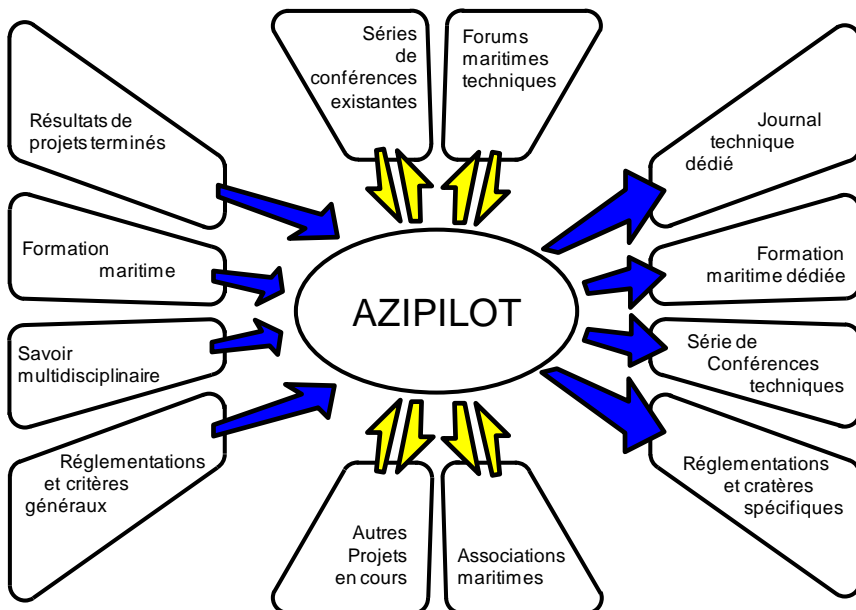 Résultats de
projets terminés
Séries
de
conférences
existantes
Forums
maritimes
techniques
Journal
technique
dédié
Formation
maritime
AZIPILOT
Formation
maritime dédiée
Savoir
multidisciplinaire
Série de
Conférences
techniques
Réglementations
et critères
généraux
Autres
Projets
en cours
Associations
maritimes
Réglementations
et cratères
spécifiques